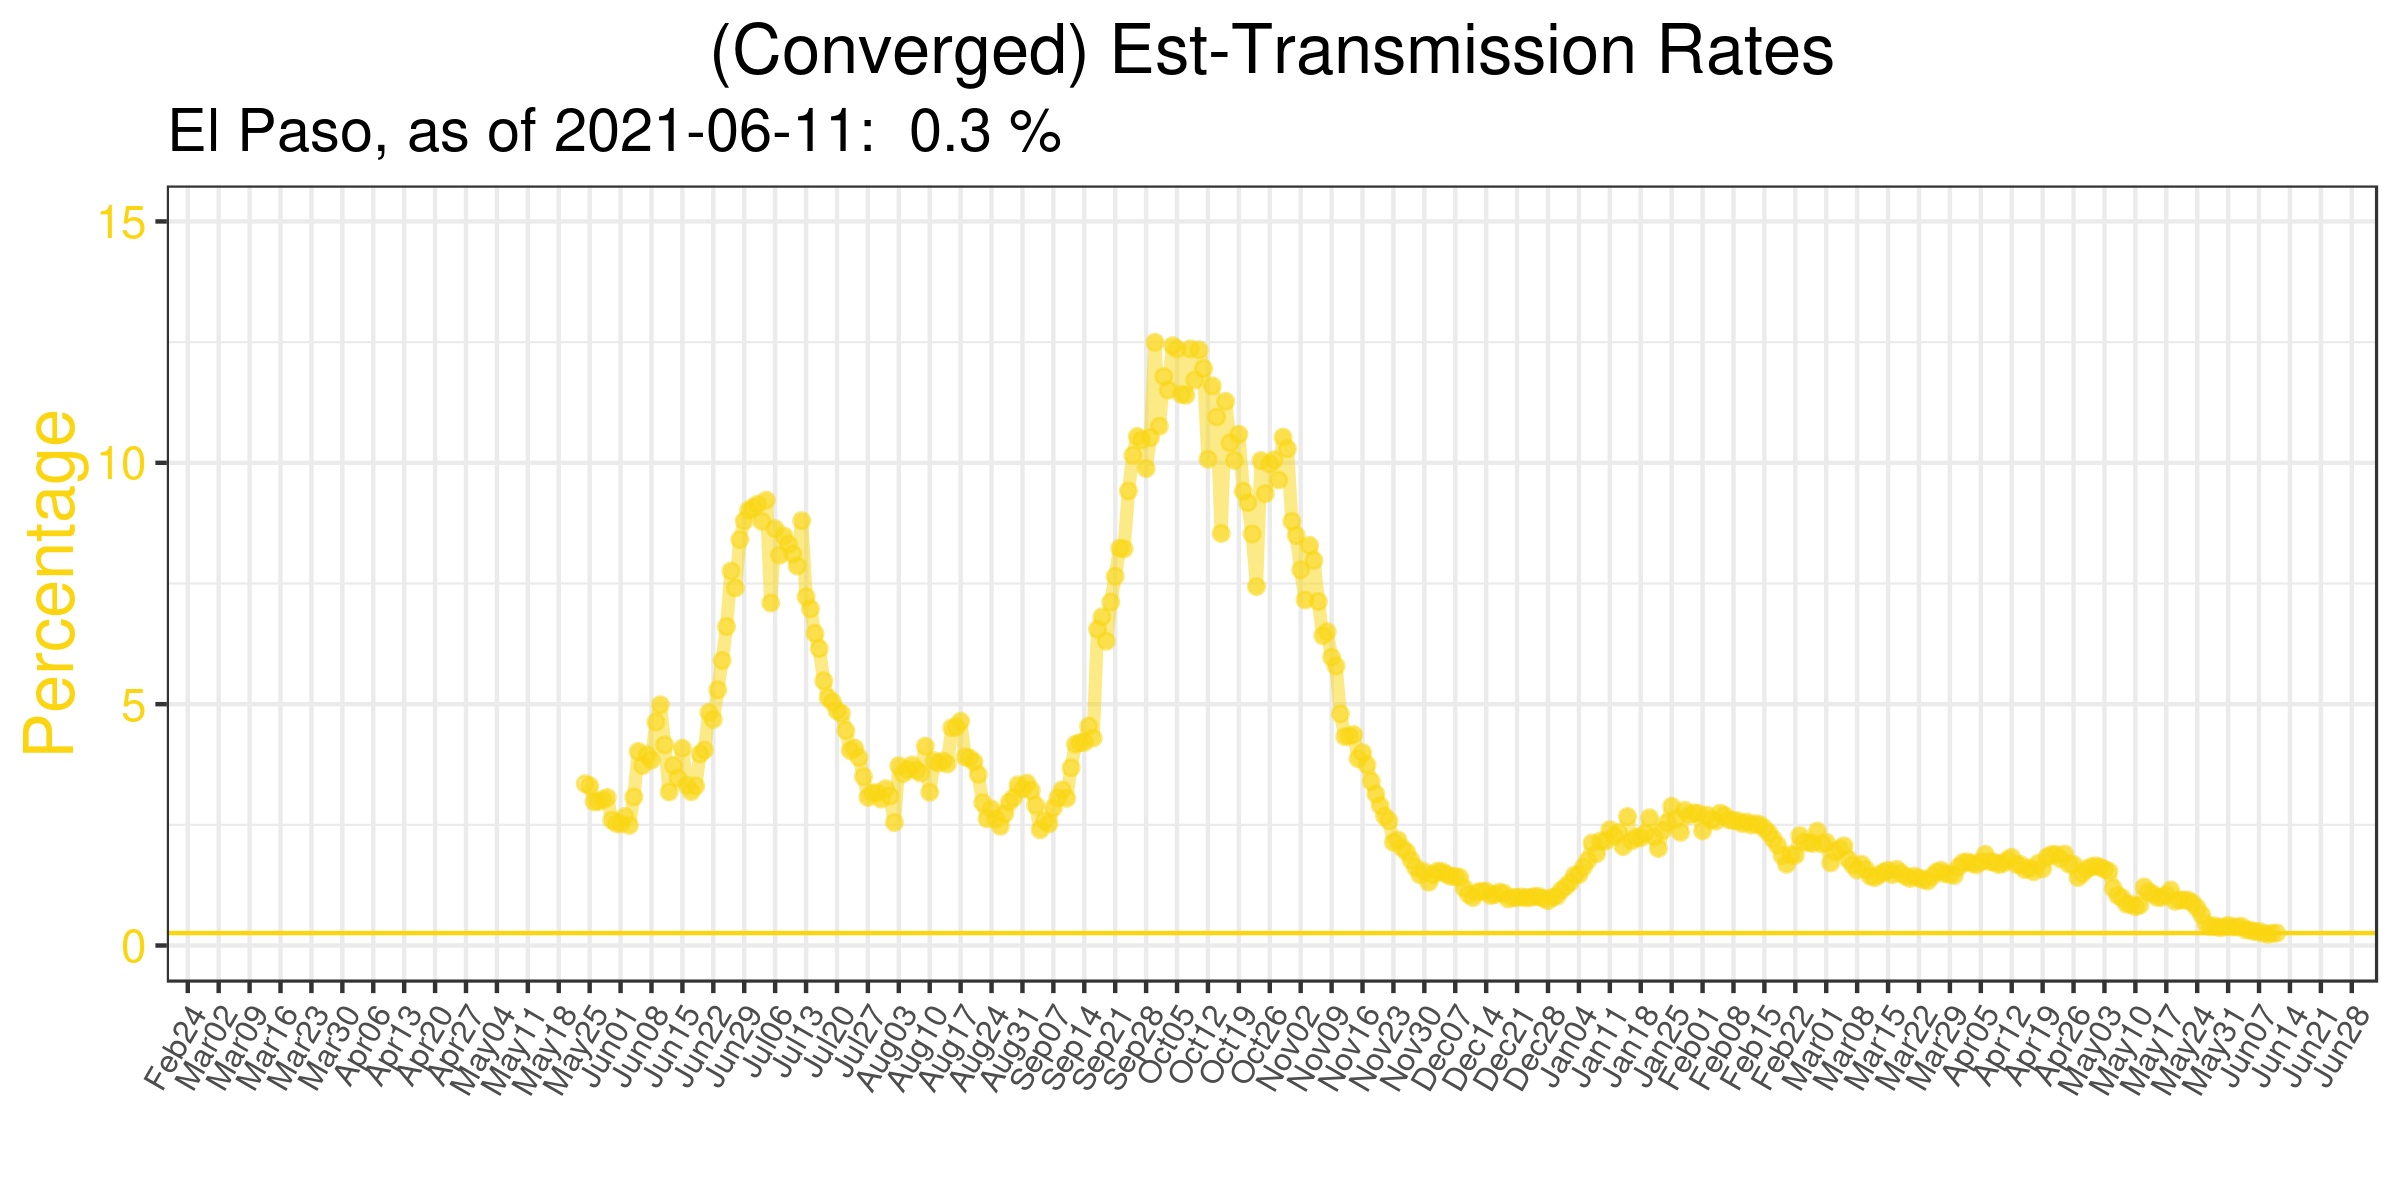 (Converged) Est-Transmission Rates
El Paso, as of 2021-06-11:  0.3 %
Percentage
15
10
5
0
Feb24
Mar02
Mar09
Mar16
Mar23
Mar30
Apr06
Apr13
Apr20
Apr27
May04
May11
May18
May25
Jun01
Jun08
Jun15
Jun22
Jun29
Jul06
Jul13
Jul20
Jul27
Aug03
Aug10
Aug17
Aug24
Aug31
Sep07
Sep14
Sep21
Sep28
Oct05
Oct12
Oct19
Oct26
Nov02
Nov09
Nov16
Nov23
Nov30
Dec07
Dec14
Dec21
Dec28
Jan04
Jan11
Jan18
Jan25
Feb01
Feb08
Feb15
Feb22
Mar01
Mar08
Mar15
Mar22
Mar29
Apr05
Apr12
Apr19
Apr26
May03
May10
May17
May24
May31
Jun07
Jun14
Jun21
Jun28